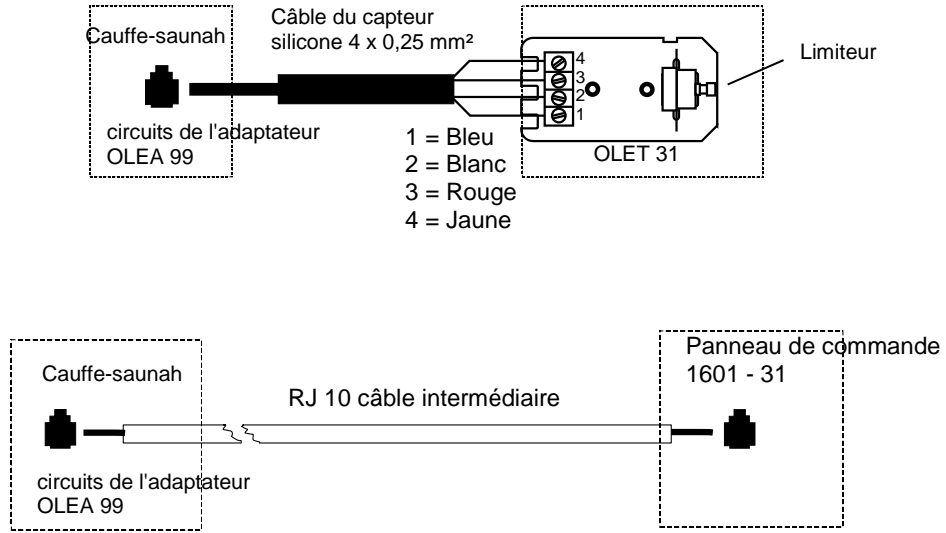 Cauffe-saunah
Câble du capteur
silicone 4 x 0,25 mm²
Limiteur
4
3
2
1
circuits de l'adaptateur
OLEA 99
OLET 31
1 = Bleu
2 = Blanc
3 = Rouge
4 = Jaune
Panneau de commande
1601 - 31
Cauffe-saunah
RJ 10 câble intermédiaire
circuits de l'adaptateur
OLEA 99